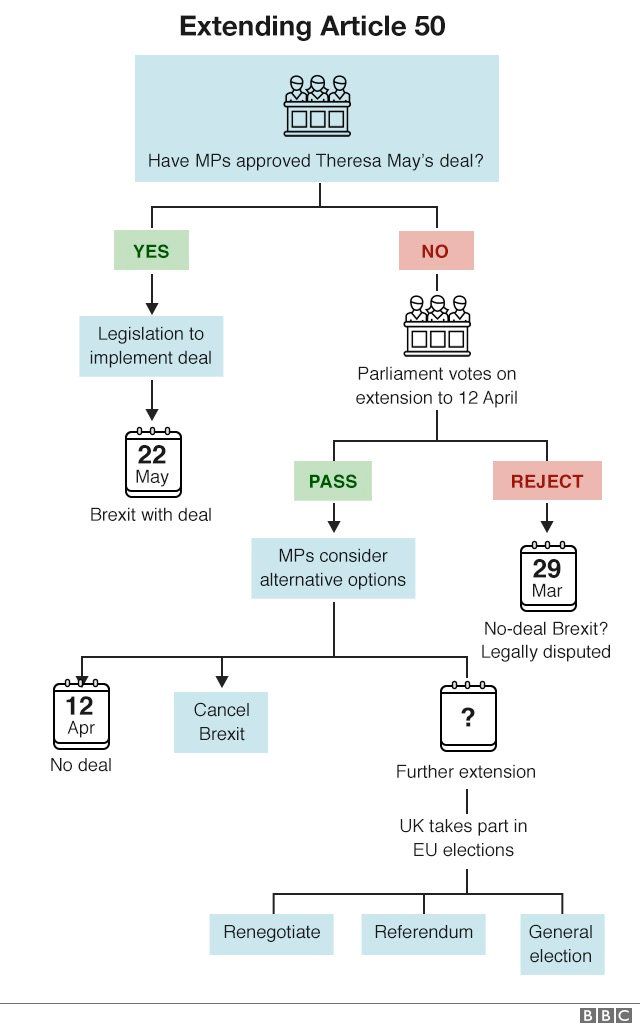 Extending Article 50
Have MPs approved Theresa May's deal?
YES
NO
Legislation to
implement deal
Parliament votes on
extension to 12 April
22
May
Brexit with deal
PASS
REJECT
MPs consider
alternative options
29
Mar
No-deal Brexit?
Legally disputed
12
Apr
No deal
Cancel
Brexit
?
Further extension
UK takes part in
EU elections
Renegotiate
Referendum
General
election
BBC